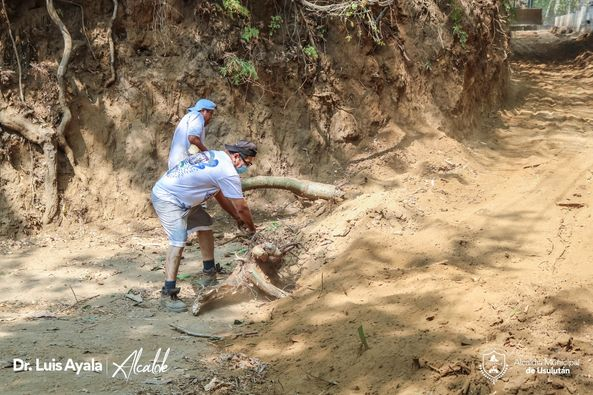 Dr. Luis Ayala | Alcalde
Alcaldía Municipal
de Usulután